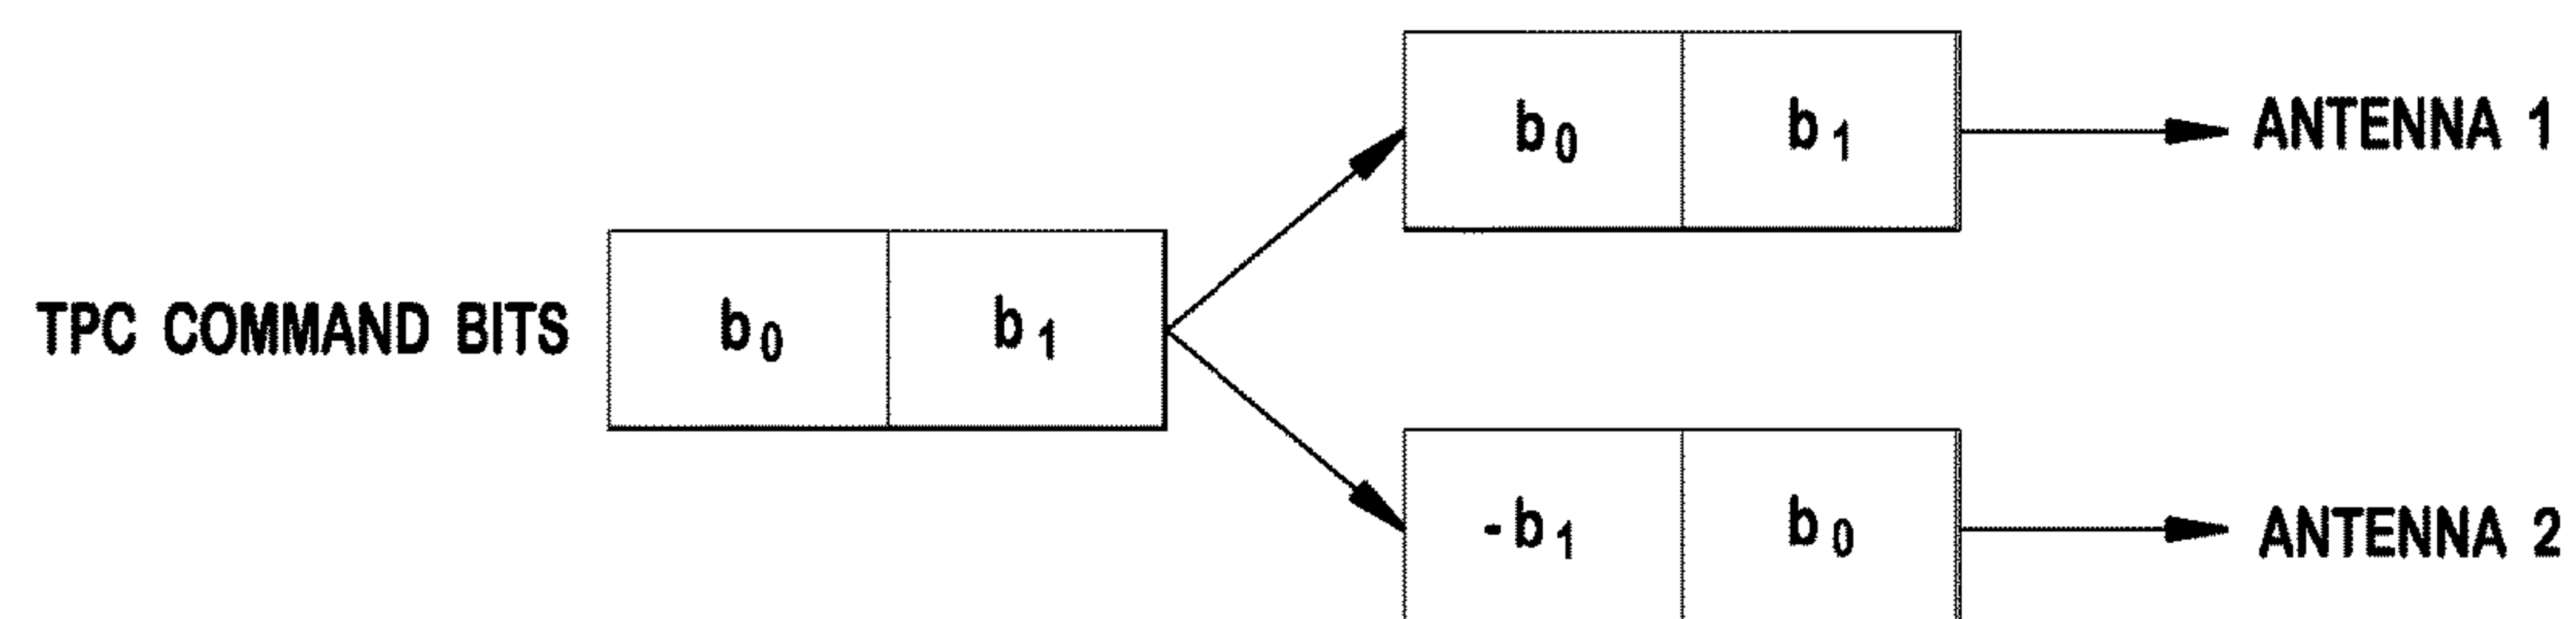 b₀ b₁ ANTENNA 1
TPC COMMAND BITS b₀ b₁
-b₁ b₀ ANTENNA 2